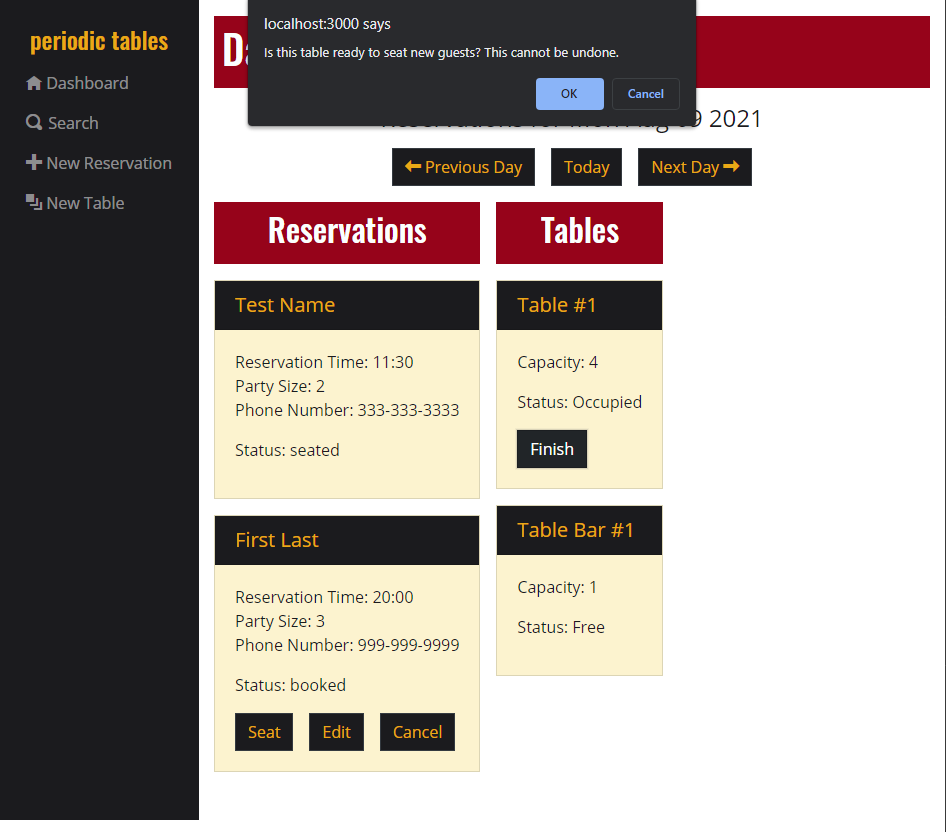 localhost:3000 says
Is this table ready to seat new guests? This cannot be undone.
OK
Cancel
periodic tables
Dashboard
Search
New Reservation
New Table
9 2021
Previous Day
Today
Next Day
Reservations
Tables
Test Name
Reservation Time: 11:30
Party Size: 2
Phone Number: 333-333-3333
Status: seated
First Last
Reservation Time: 20:00
Party Size: 3
Phone Number: 999-999-9999
Status: booked
Seat
Edit
Cancel
Table #1
Capacity: 4
Status: Occupied
Finish
Table Bar #1
Capacity: 1
Status: Free